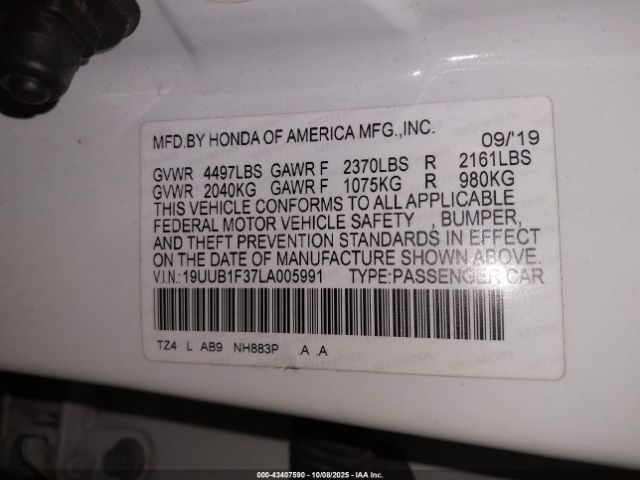 MFD.BY HONDA OF AMERICA MFG.,INC. 09/'19
GVWR 4497LBS GAWR F 2370LBS R 2161LBS
GVWR 2040KG GAWR F 1075KG R 980KG
THIS VEHICLE CONFORMS TO ALL APPLICABLE
FEDERAL MOTOR VEHICLE SAFETY , BUMPER,
AND THEFT PREVENTION STANDARDS IN EFFECT
ON THE DATE OF MANUFACTURE SHOWN ABOVE.
V.I.N: 19UUB1F37LA005991 TYPE:PASSENGER CAR
TZ4 L AB9 NH883P .A .A
000-43407590 | 10/08/2025 | IAA Inc.